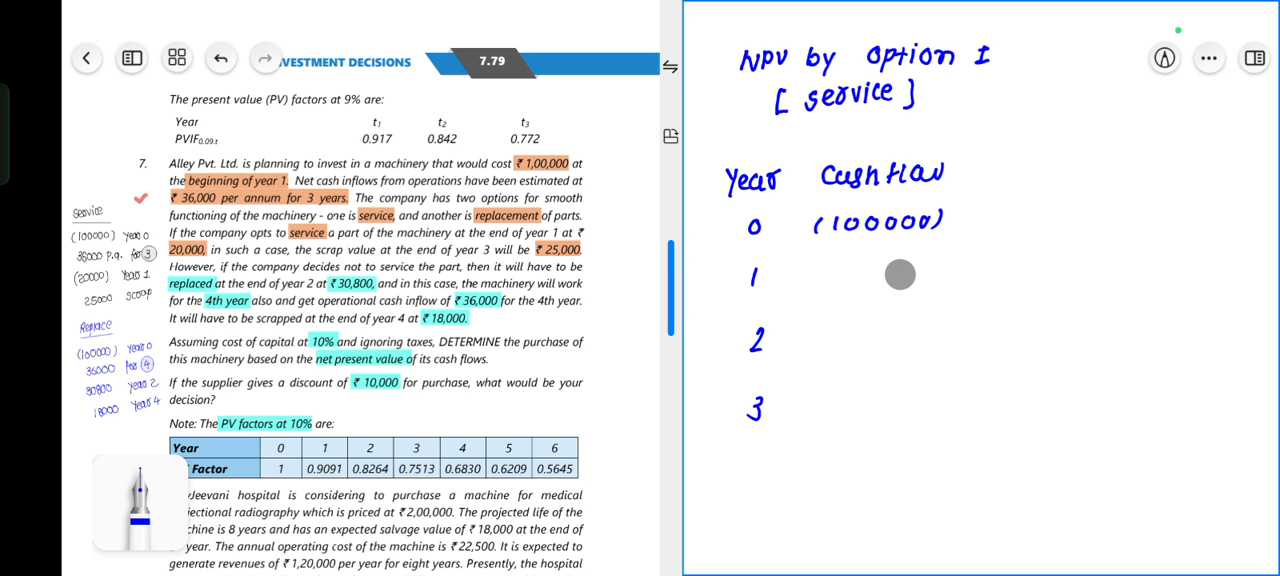 VESTMENT DECISIONS
7.79
The present value (PV) factors at 9% are:
Year t1 t2 t3
PVIF0.09.t 0.917 0.842 0.772
7. Alley Pvt. Ltd. is planning to invest in a machinery that would cost ₹ 1,00,000 at
the beginning of year 1. Net cash inflows from operations have been estimated at
₹ 36,000 per annum for 3 years. The company has two options for smooth
functioning of the machinery - one is service, and another is replacement of parts.
If the company opts to service a part of the machinery at the end of year 1 at ₹
20,000, in such a case, the scrap value at the end of year 3 will be ₹ 25,000.
However, if the company decides not to service the part, then it will have to be
replaced at the end of year 2 at ₹ 30,800, and in this case, the machinery will work
for the 4th year also and get operational cash inflow of ₹ 36,000 for the 4th year.
It will have to be scrapped at the end of year 4 at ₹ 18,000.
Assuming cost of capital at 10% and ignoring taxes, DETERMINE the purchase of
this machinery based on the net present value of its cash flows.
If the supplier gives a discount of ₹ 10,000 for purchase, what would be your
decision?
Note: The PV factors at 10% are:
Year 0 1 2 3 4 5 6
Factor 1 0.9091 0.8264 0.7513 0.6830 0.6209 0.5645
Jeevani hospital is considering to purchase a machine for medical
jectional radiography which is priced at ₹ 2,00,000. The projected life of the
chine is 8 years and has an expected salvage value of ₹ 18,000 at the end of
year. The annual operating cost of the machine is ₹ 22,500. It is expected to
generate revenues of ₹ 1,20,000 per year for eight years. Presently, the hospital
Service
(100000) Year 0
36000 p.a. for 3
(20000) Year 1
25000 scrap
Replace
(100000) Year 0
36000 for 4
30800 Year 2
18000 Year 4
NPV by option I
[ service ]
Year Cashflow
0 (100000)
1
2
3